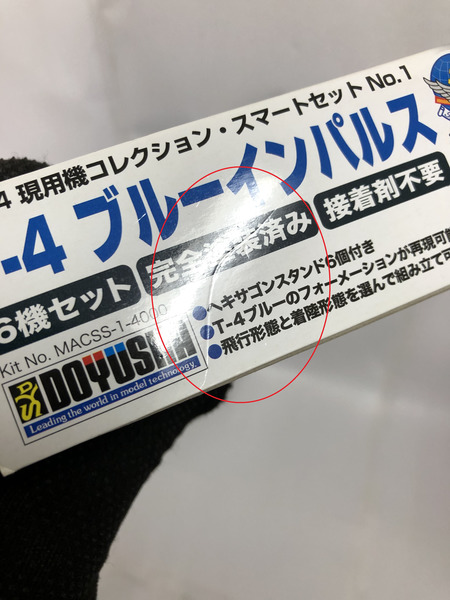 4 現用機コレクション・スマートセット No.1
-4 ブルーインパルス
6機セット 完全塗装済み 接着剤不要
Kit No. MACSS-1-4000
●ヘキサゴンスタンド6個付き
●T-4ブルーのフォーメーションが再現可能
●飛行形態と着陸形態を選んで組み立て可
DS DOYUSHA
Leading the world in model technology.